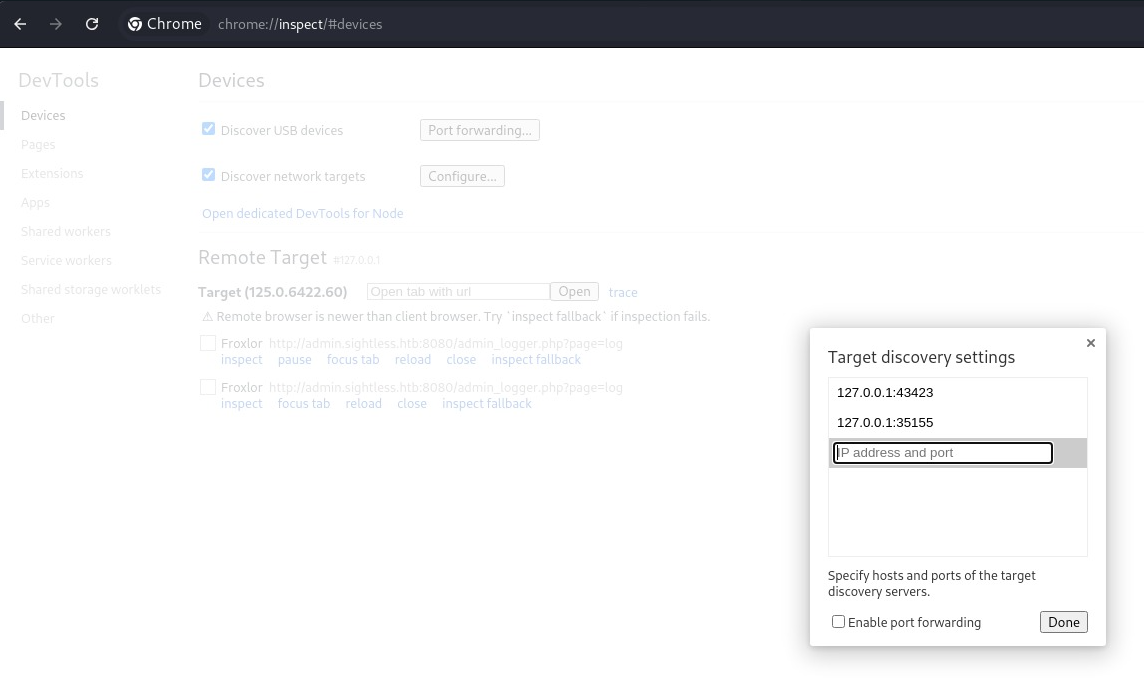 Chrome chrome://inspect/#devices
DevTools
Devices
Pages
Extensions
Apps
Shared workers
Service workers
Shared storage worklets
Other
Devices
Discover USB devices Port forwarding...
Discover network targets Configure...
Open dedicated DevTools for Node
Remote Target #127.0.0.1
Target (125.0.6422.60) Open tab with url Open trace
⚠ Remote browser is newer than client browser. Try `inspect fallback` if inspection fails.
Froxlor http://admin.sightless.htb:8080/admin_logger.php?page=log
inspect pause focus tab reload close inspect fallback
Froxlor http://admin.sightless.htb:8080/admin_logger.php?page=log
inspect focus tab reload close inspect fallback
×
Target discovery settings
127.0.0.1:43423
127.0.0.1:35155
IP address and port
Specify hosts and ports of the target
discovery servers.
Enable port forwarding Done